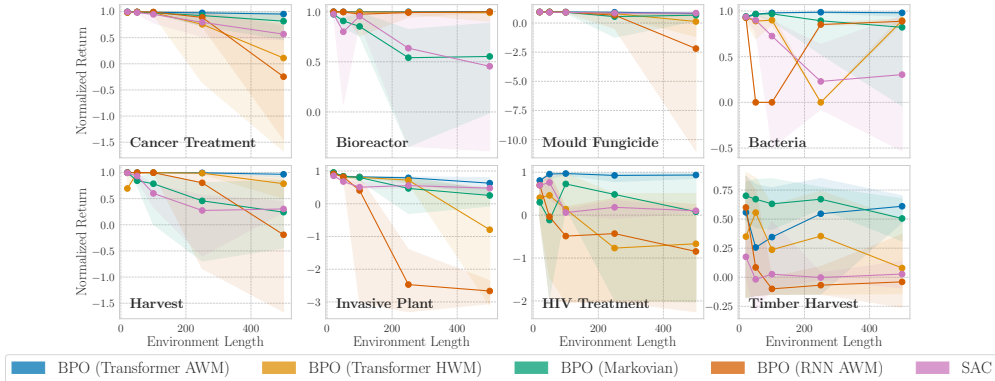 Normalized Return
1.0
0.5
0.0
−0.5
−1.0
−1.5
Cancer Treatment
1.0
0.5
0.0
Bioreactor
0.0
−2.5
−5.0
−7.5
−10.0
Mould Fungicide
1.0
0.5
0.0
−0.5
Bacteria
Normalized Return
1.0
0.5
0.0
−0.5
−1.0
−1.5
Harvest
0 200 400
Environment Length
1
0
−1
−2
−3
Invasive Plant
0 200 400
Environment Length
1
0
−1
−2
HIV Treatment
0 200 400
Environment Length
0.75
0.50
0.25
0.00
−0.25
Timber Harvest
0 200 400
Environment Length
BPO (Transformer AWM) BPO (Transformer HWM) BPO (Markovian) BPO (RNN AWM) SAC